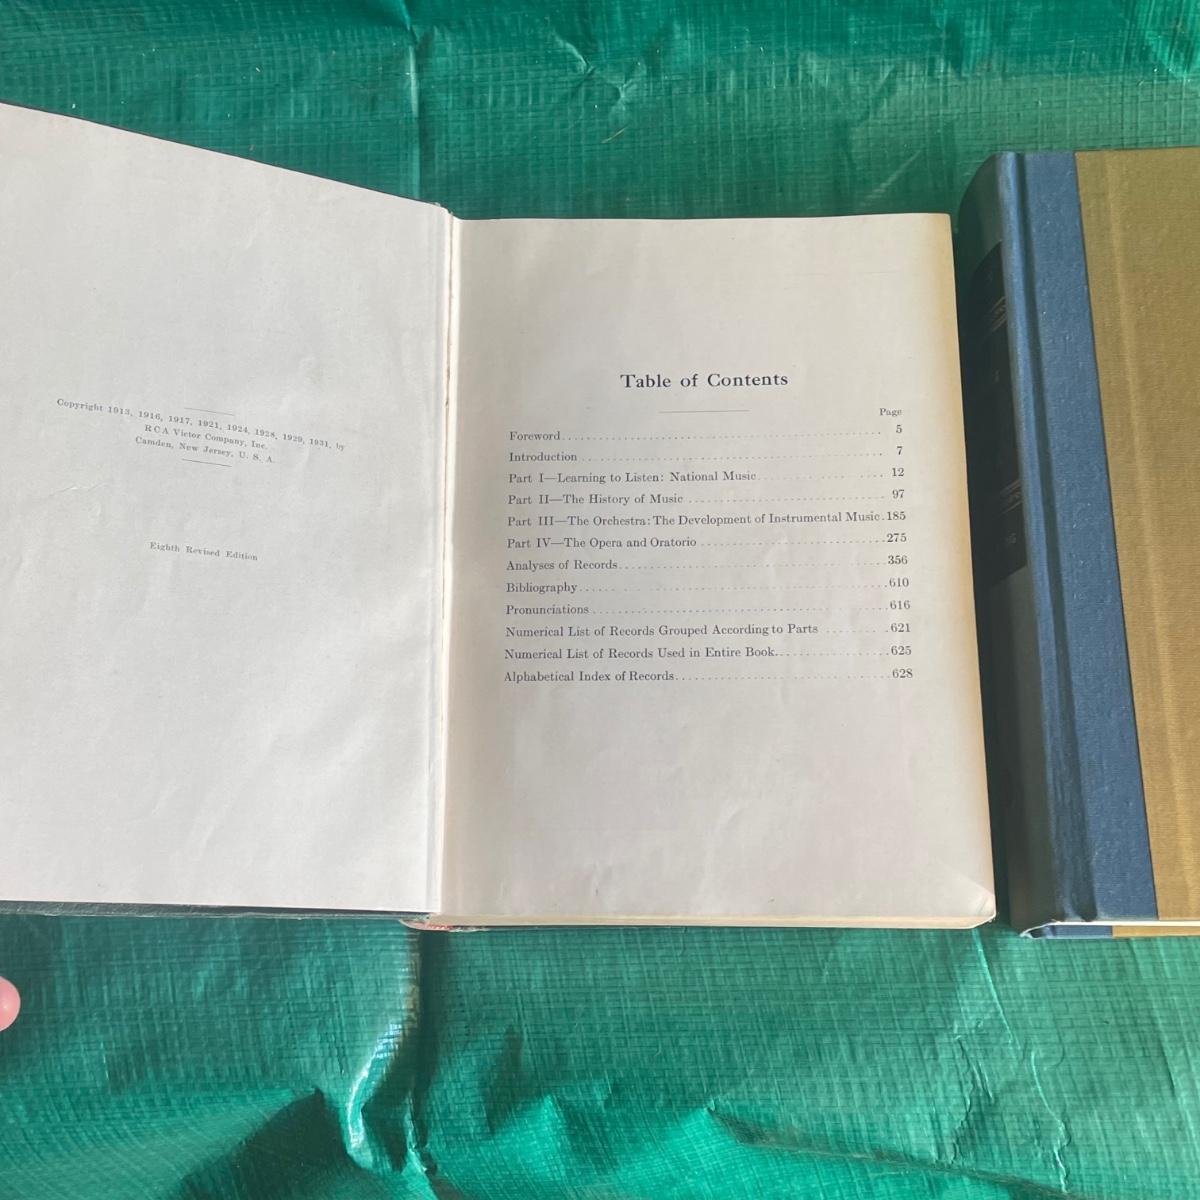 Copyright 1913, 1916, 1917, 1921, 1924, 1928, 1929, 1931, by
RCA Victor Company, Inc.
Camden, New Jersey, U. S. A.
Eighth Revised Edition
Table of Contents
Page
Foreword 5
Introduction 7
Part I—Learning to Listen: National Music 12
Part II—The History of Music 97
Part III—The Orchestra: The Development of Instrumental Music 185
Part IV—The Opera and Oratorio 275
Analyses of Records 356
Bibliography 610
Pronunciations 616
Numerical List of Records Grouped According to Parts 621
Numerical List of Records Used in Entire Book 625
Alphabetical Index of Records 628